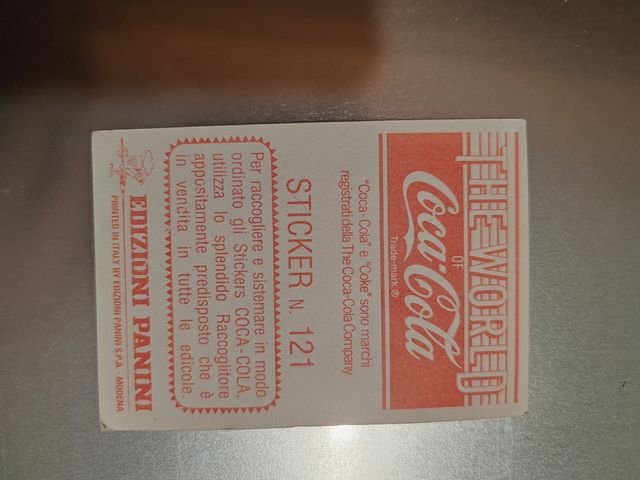 THE WORLD
OF
Coca-Cola
Trade-mark ®
"Coca-Cola" e "Coke" sono marchi
registrati della The Coca-Cola Company
STICKER N. 121
Per raccogliere e sistemare in modo
ordinato gli Stickers COCA-COLA,
utilizza lo splendido Raccoglitore
appositamente predisposto che è
in vendita in tutte le edicole.
EDIZIONI PANINI
PRINTED IN ITALY BY EDIZIONI PANINI S.P.A. - MODENA